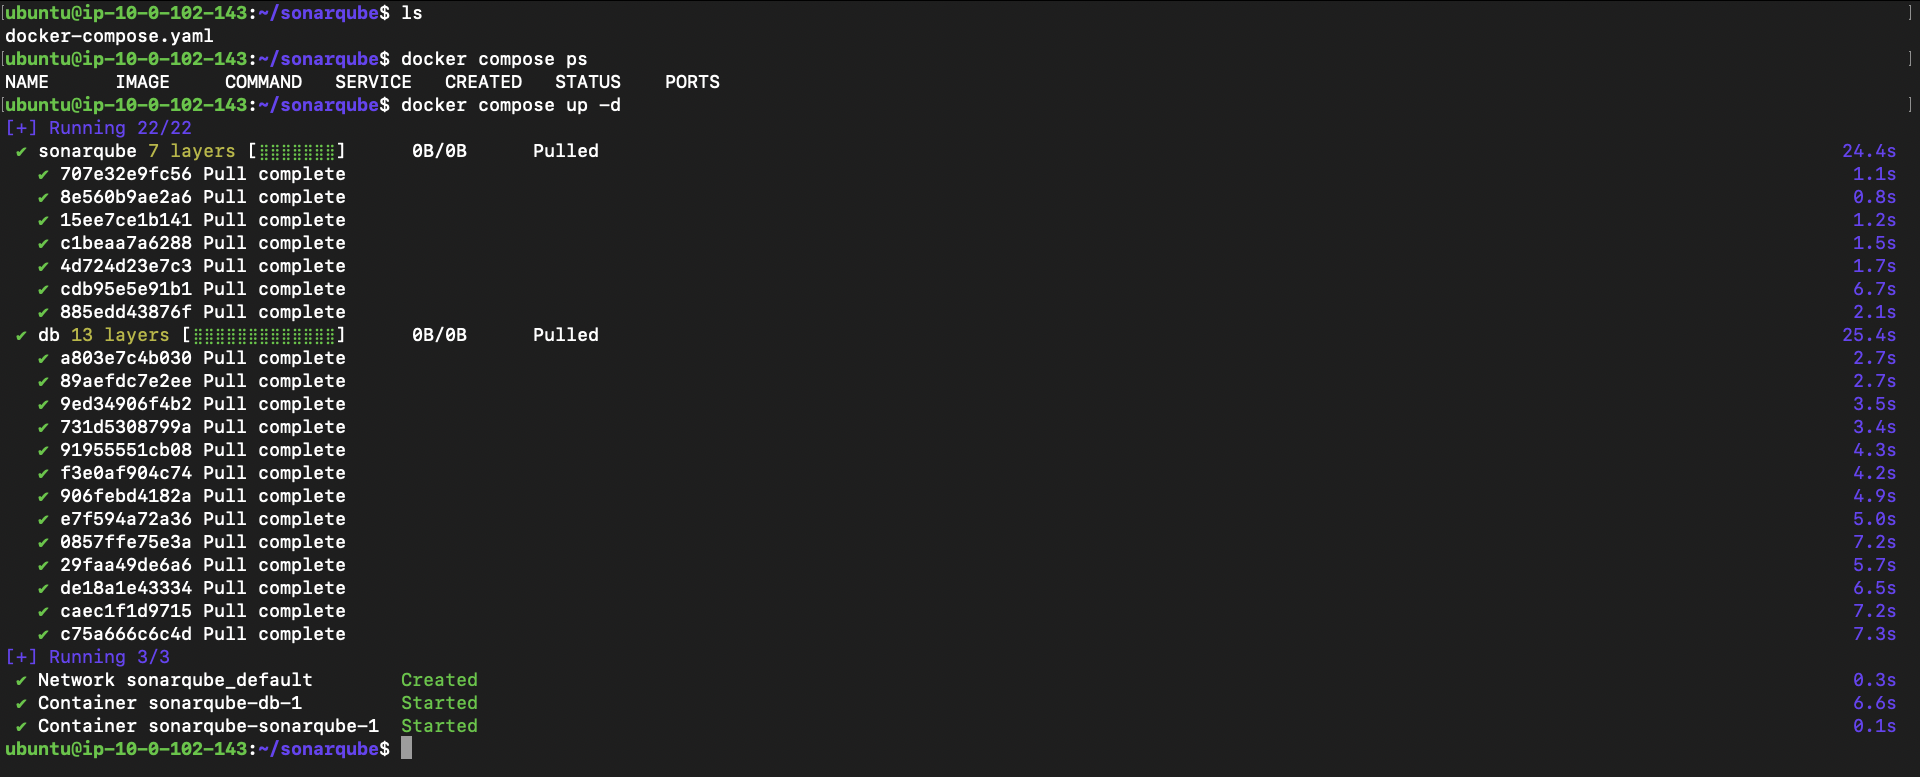 [ubuntu@ip-10-0-102-143:~/sonarqube$ ls ]
docker-compose.yaml
[ubuntu@ip-10-0-102-143:~/sonarqube$ docker compose ps ]
NAME IMAGE COMMAND SERVICE CREATED STATUS PORTS
[ubuntu@ip-10-0-102-143:~/sonarqube$ docker compose up -d ]
[+] Running 22/22
✔ sonarqube 7 layers [⣿⣿⣿⣿⣿⣿⣿] 0B/0B Pulled 24.4s
✔ 707e32e9fc56 Pull complete 1.1s
✔ 8e560b9ae2a6 Pull complete 0.8s
✔ 15ee7ce1b141 Pull complete 1.2s
✔ c1beaa7a6288 Pull complete 1.5s
✔ 4d724d23e7c3 Pull complete 1.7s
✔ cdb95e5e91b1 Pull complete 6.7s
✔ 885edd43876f Pull complete 2.1s
✔ db 13 layers [⣿⣿⣿⣿⣿⣿⣿⣿⣿⣿⣿⣿⣿] 0B/0B Pulled 25.4s
✔ a803e7c4b030 Pull complete 2.7s
✔ 89aefdc7e2ee Pull complete 2.7s
✔ 9ed34906f4b2 Pull complete 3.5s
✔ 731d5308799a Pull complete 3.4s
✔ 91955551cb08 Pull complete 4.3s
✔ f3e0af904c74 Pull complete 4.2s
✔ 906febd4182a Pull complete 4.9s
✔ e7f594a72a36 Pull complete 5.0s
✔ 0857ffe75e3a Pull complete 7.2s
✔ 29faa49de6a6 Pull complete 5.7s
✔ de18a1e43334 Pull complete 6.5s
✔ caec1f1d9715 Pull complete 7.2s
✔ c75a666c6c4d Pull complete 7.3s
[+] Running 3/3
✔ Network sonarqube_default Created 0.3s
✔ Container sonarqube-db-1 Started 6.6s
✔ Container sonarqube-sonarqube-1 Started 0.1s
ubuntu@ip-10-0-102-143:~/sonarqube$